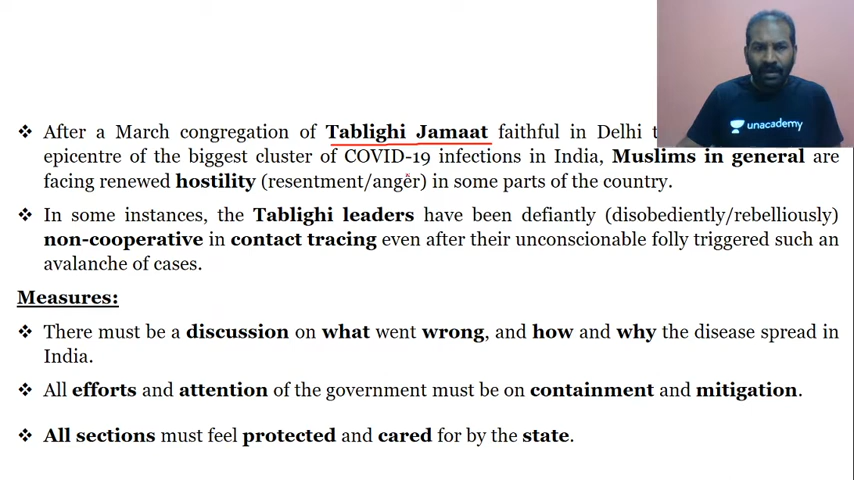 ❖ After a March congregation of Tablighi Jamaat faithful in Delhi
epicentre of the biggest cluster of COVID-19 infections in India, Muslims in general are
facing renewed hostility (resentment/anger) in some parts of the country.
❖ In some instances, the Tablighi leaders have been defiantly (disobediently/rebelliously)
non-cooperative in contact tracing even after their unconscionable folly triggered such an
avalanche of cases.
Measures:
❖ There must be a discussion on what went wrong, and how and why the disease spread in
India.
❖ All efforts and attention of the government must be on containment and mitigation.
❖ All sections must feel protected and cared for by the state.
unacademy